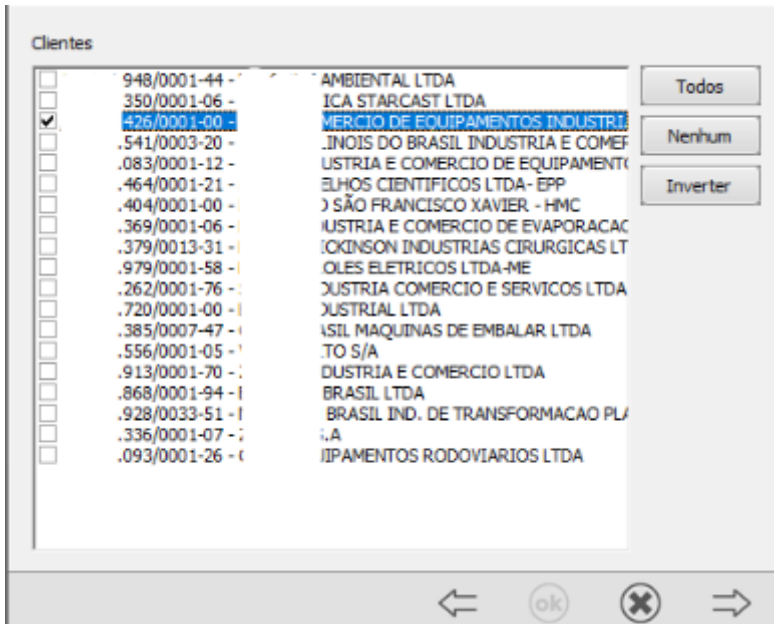 Clientes
948/0001-44 - AMBIENTAL LTDA
350/0001-06 - ICA STARCAST LTDA
426/0001-00 - MERCIO DE EQUIPAMENTOS INDUSTRI
.541/0003-20 - LINOIS DO BRASIL INDUSTRIA E COMER
.083/0001-12 - USTRIA E COMERCIO DE EQUIPAMENT
.464/0001-21 - ELHOS CIENTIFICOS LTDA- EPP
.404/0001-00 - SÃO FRANCISCO XAVIER - HMC
.369/0001-06 - USTRIA E COMERCIO DE EVAPORACAC
.379/0013-31 - ICKINSON INDUSTRIAS CIRURGICAS LT
.979/0001-58 - OLES ELETRICOS LTDA-ME
.262/0001-76 - DUSTRIA COMERCIO E SERVICOS LTDA
.720/0001-00 - DUSTRIAL LTDA
.385/0007-47 - ASIL MAQUINAS DE EMBALAR LTDA
.556/0001-05 - TO S/A
.913/0001-70 - DUSTRIA E COMERCIO LTDA
.868/0001-94 - BRASIL LTDA
.928/0033-51 - BRASIL IND. DE TRANSFORMACAO PLA
.336/0001-07 - .A
.093/0001-26 - IPAMENTOS RODOVIARIOS LTDA
Todos
Nenhum
Inverter
ok